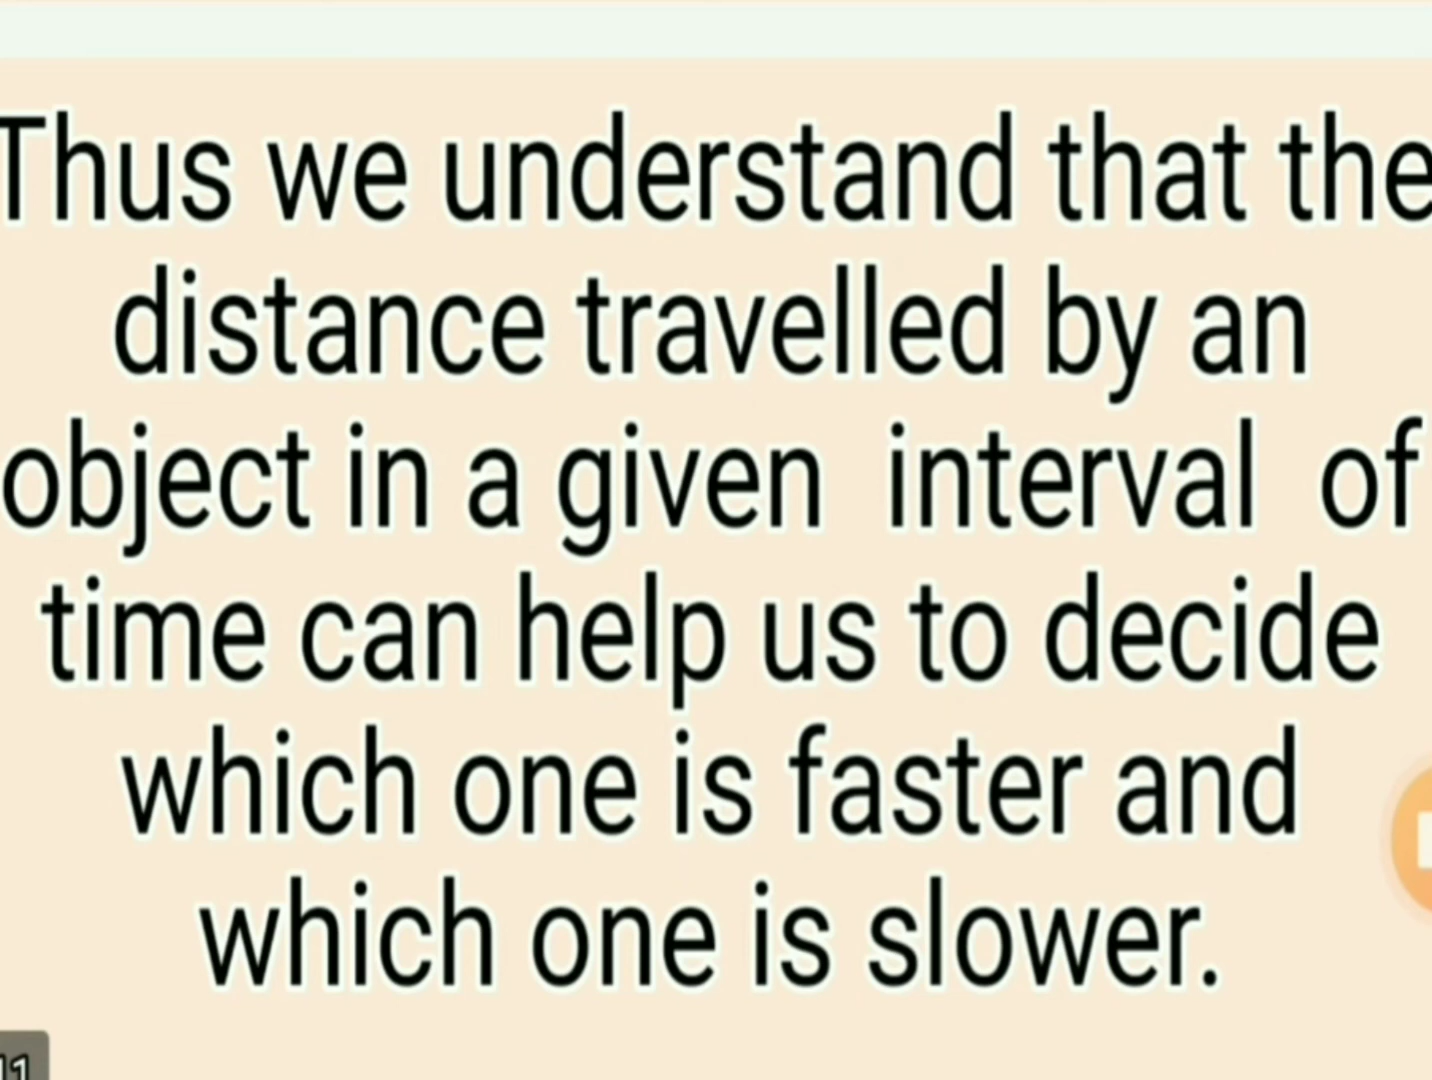 Thus we understand that the
distance travelled by an
object in a given interval of
time can help us to decide
which one is faster and
which one is slower.